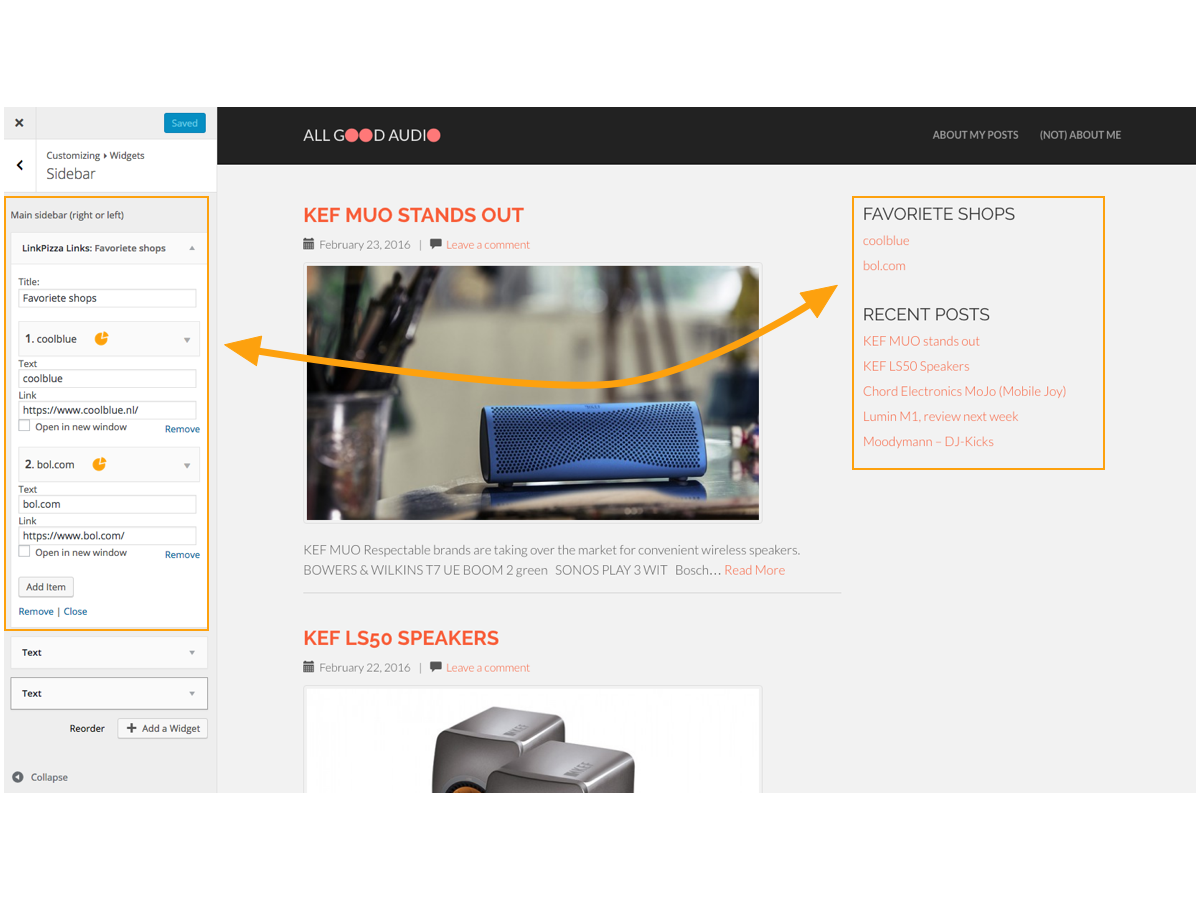 Saved
Customizing ▸ Widgets
Sidebar
Main sidebar (right or left)
LinkPizza Links: Favoriete shops
Title:
Favoriete shops
1. coolblue
Text
coolblue
Link
https://www.coolblue.nl/
Open in new window
Remove
2. bol.com
Text
bol.com
Link
https://www.bol.com/
Open in new window
Remove
Add Item
Remove | Close
Text
Text
Reorder
+ Add a Widget
Collapse
ALL GOOD AUDIO
ABOUT MY POSTS
(NOT) ABOUT ME
KEF MUO STANDS OUT
February 23, 2016 | Leave a comment
KEF MUO Respectable brands are taking over the market for convenient wireless speakers.
BOWERS & WILKINS T7 UE BOOM 2 green SONOS PLAY 3 WIT Bosch… Read More
KEF LS50 SPEAKERS
February 22, 2016 | Leave a comment
KEF
KEF
FAVORIETE SHOPS
coolblue
bol.com
RECENT POSTS
KEF MUO stands out
KEF LS50 Speakers
Chord Electronics MoJo (Mobile Joy)
Lumin M1, review next week
Moodymann – DJ-Kicks